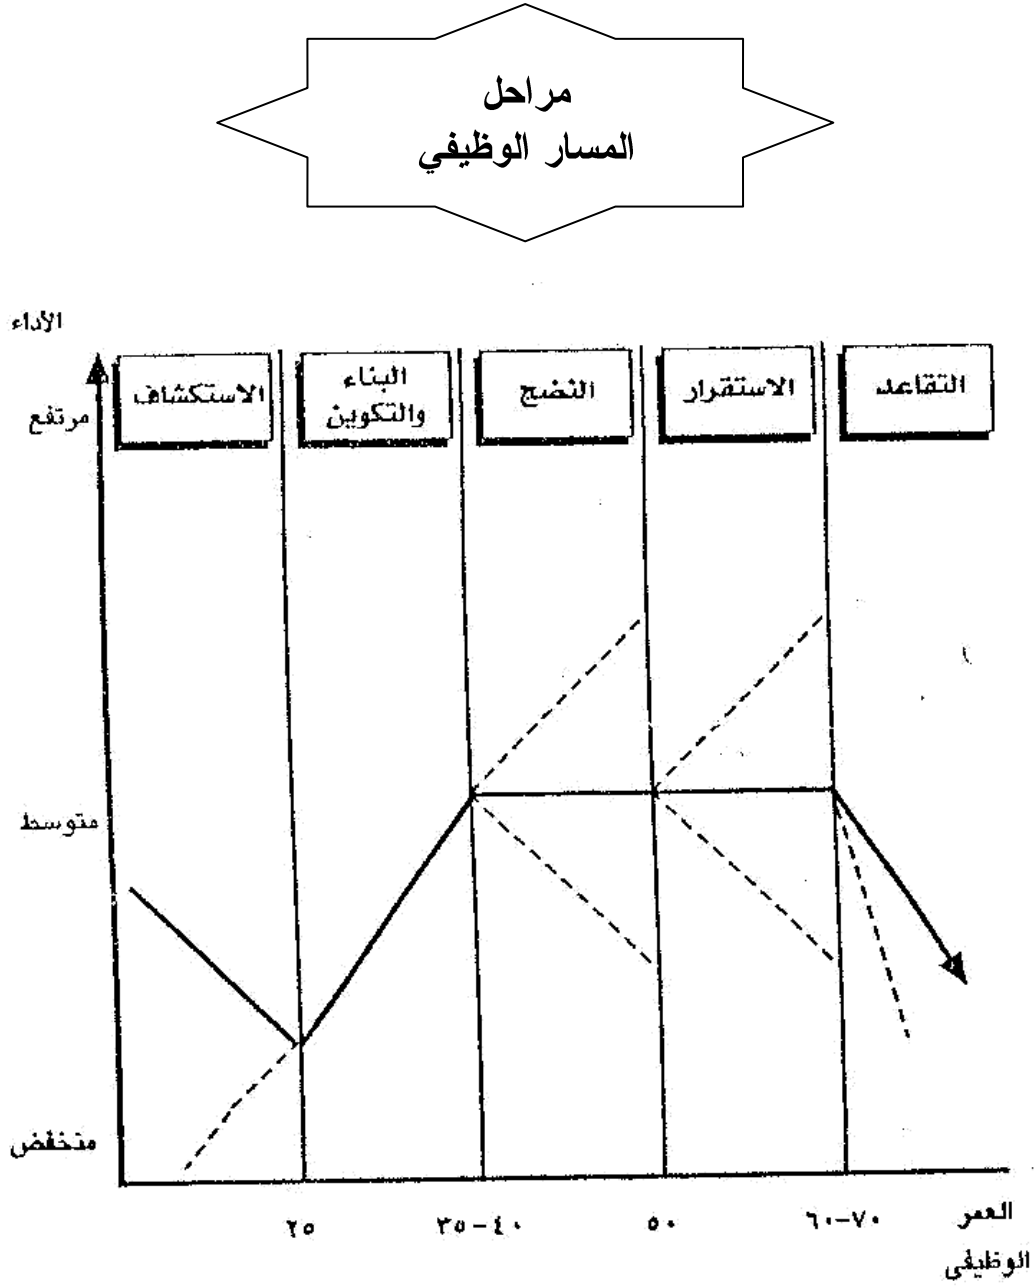 مراحل
المسار الوظيفي
الأداء
الاستكشاف
البناء
والتكوين
النضج
الاستقرار
التقاعد
مرتفع
متوسط
منخفض
٢٥
٣٥-٤٠
٥٠
٦٠-٧٠
العمر
الوظيفى